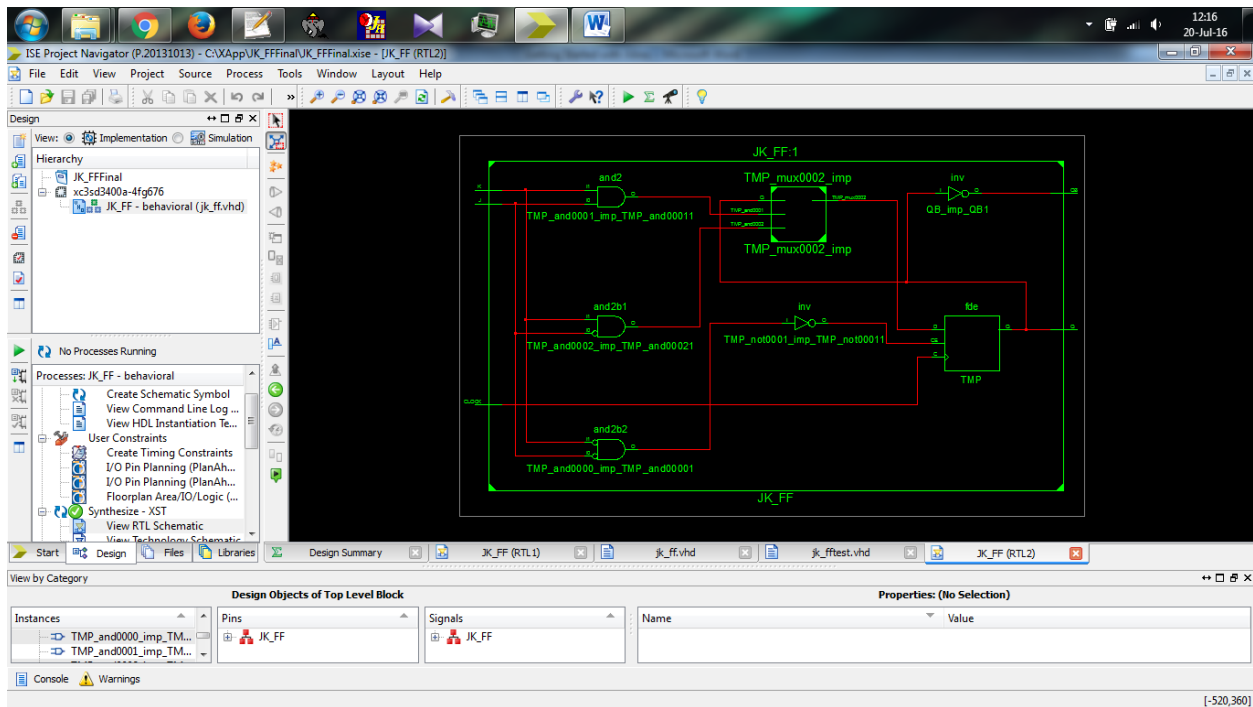 12:16
20-Jul-16
ISE Project Navigator (P.20131013) - C:\XApp\JK_FFFinal\JK_FFFinal.xise - [JK_FF (RTL2)]
File Edit View Project Source Process Tools Window Layout Help
Design
View: Implementation Simulation
Hierarchy
JK_FFFinal
xc3sd3400a-4fg676
JK_FF - behavioral (jk_ff.vhd)
No Processes Running
Processes: JK_FF - behavioral
Create Schematic Symbol
View Command Line Log ...
View HDL Instantiation Te...
User Constraints
Create Timing Constraints
I/O Pin Planning (PlanAh...
I/O Pin Planning (PlanAh...
Floorplan Area/IO/Logic (...
Synthesize - XST
View RTL Schematic
View Technology Schematic
JK_FF:1
and2
TMP_and0001_imp_TMP_and00011
TMP_mux0002_imp
TMP_and0001
TMP_and0002
TMP_mux0002
TMP_mux0002_imp
inv
QB_imp_QB1
QB
K
J
and2b1
TMP_and0002_imp_TMP_and00021
inv
TMP_not0001_imp_TMP_not00011
fde
TMP
CLOCK
and2b2
TMP_and0000_imp_TMP_and00001
JK_FF
Start Design Files Libraries
Design Summary JK_FF (RTL1) jk_ff.vhd jk_fftest.vhd JK_FF (RTL2)
View by Category
Design Objects of Top Level Block Properties: (No Selection)
Instances Pins Signals Name Value
TMP_and0000_imp_TM... JK_FF JK_FF
TMP_and0001_imp_TM...
Console Warnings
[-520,360]